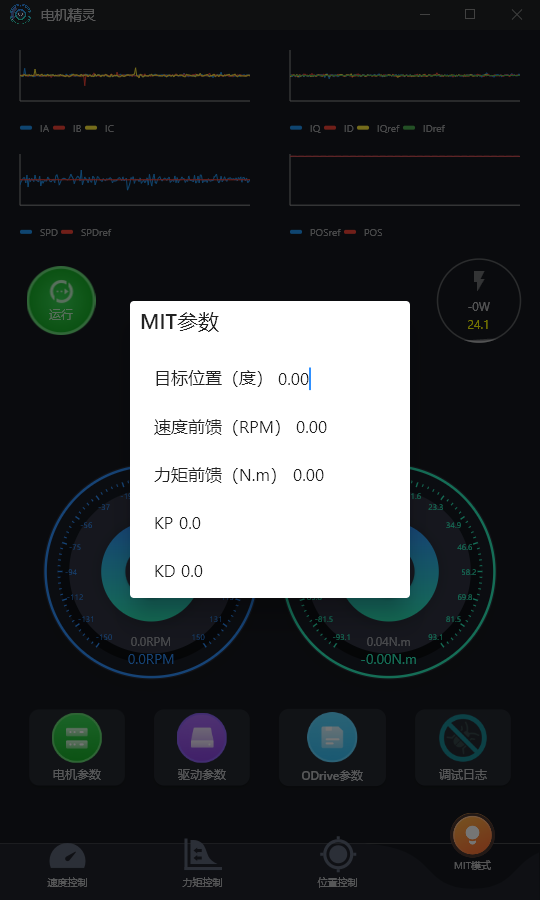 电机精灵
IA IB IC
IQ ID IQref IDref
SPD SPDref
POSref POS
运行
-0W
24.1
MIT参数
目标位置（度） 0.00
速度前馈（RPM） 0.00
力矩前馈（N.m） 0.00
KP 0.0
KD 0.0
-37
-56
-75
-94
-112
-131
-150
131
150
0.0RPM
0.0RPM
23.3
34.9
46.6
58.2
69.8
81.5
93.1
-81.5
-93.1
0.04N.m
-0.00N.m
电机参数
驱动参数
ODrive参数
调试日志
速度控制
力矩控制
位置控制
MIT模式